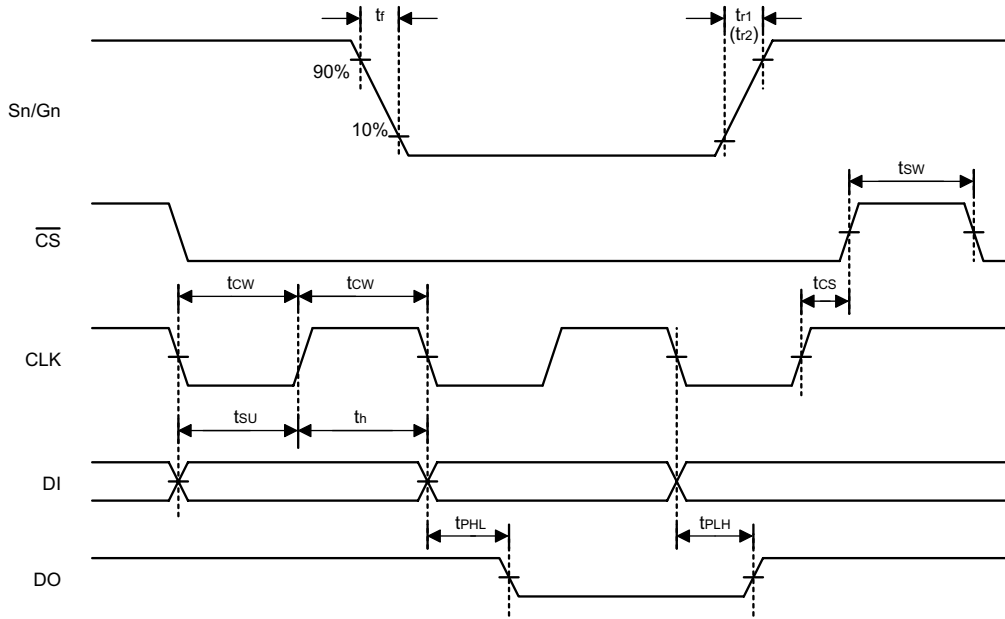 tf
tr1
(tr2)
90%
Sn/Gn
10%
tSW
CS
tCW tCW
tCS
CLK
tSU th
DI
tPHL tPLH
DO